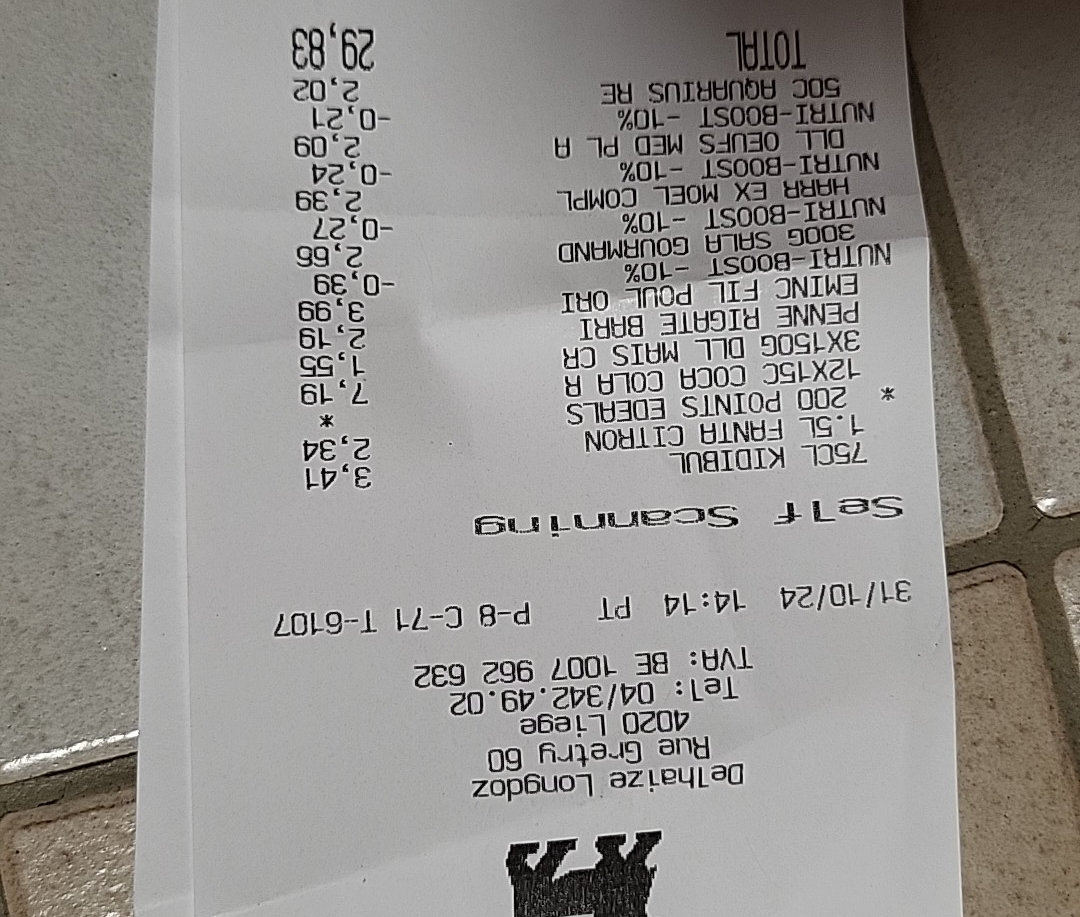 Delhaize Longdoz
Rue Gretry 60
4020 Liege
Tel: 04/342.49.02
TVA: BE 1007 962 632
31/10/24 14:14 PT P-8 C-71 T-6107
Self Scanning
75CL KIDIBUL 3,41
1.5L FANTA CITRON 2,34
* 200 POINTS EDEALS *
12X15C COCA COLA R 7,19
3X150G DLL MAIS CR 1,55
PENNE RIGATE BARI 2,19
EMINC FIL POUL ORI 3,99
NUTRI-BOOST -10% -0,39
300G SALA GOURMAND 2,66
NUTRI-BOOST -10% -0,27
HARR EX MOEL COMPL 2,39
NUTRI-BOOST -10% -0,24
DLL OEUFS MED PL A 2,09
NUTRI-BOOST -10% -0,21
50C AQUARIUS RE 2,02
TOTAL 29,83